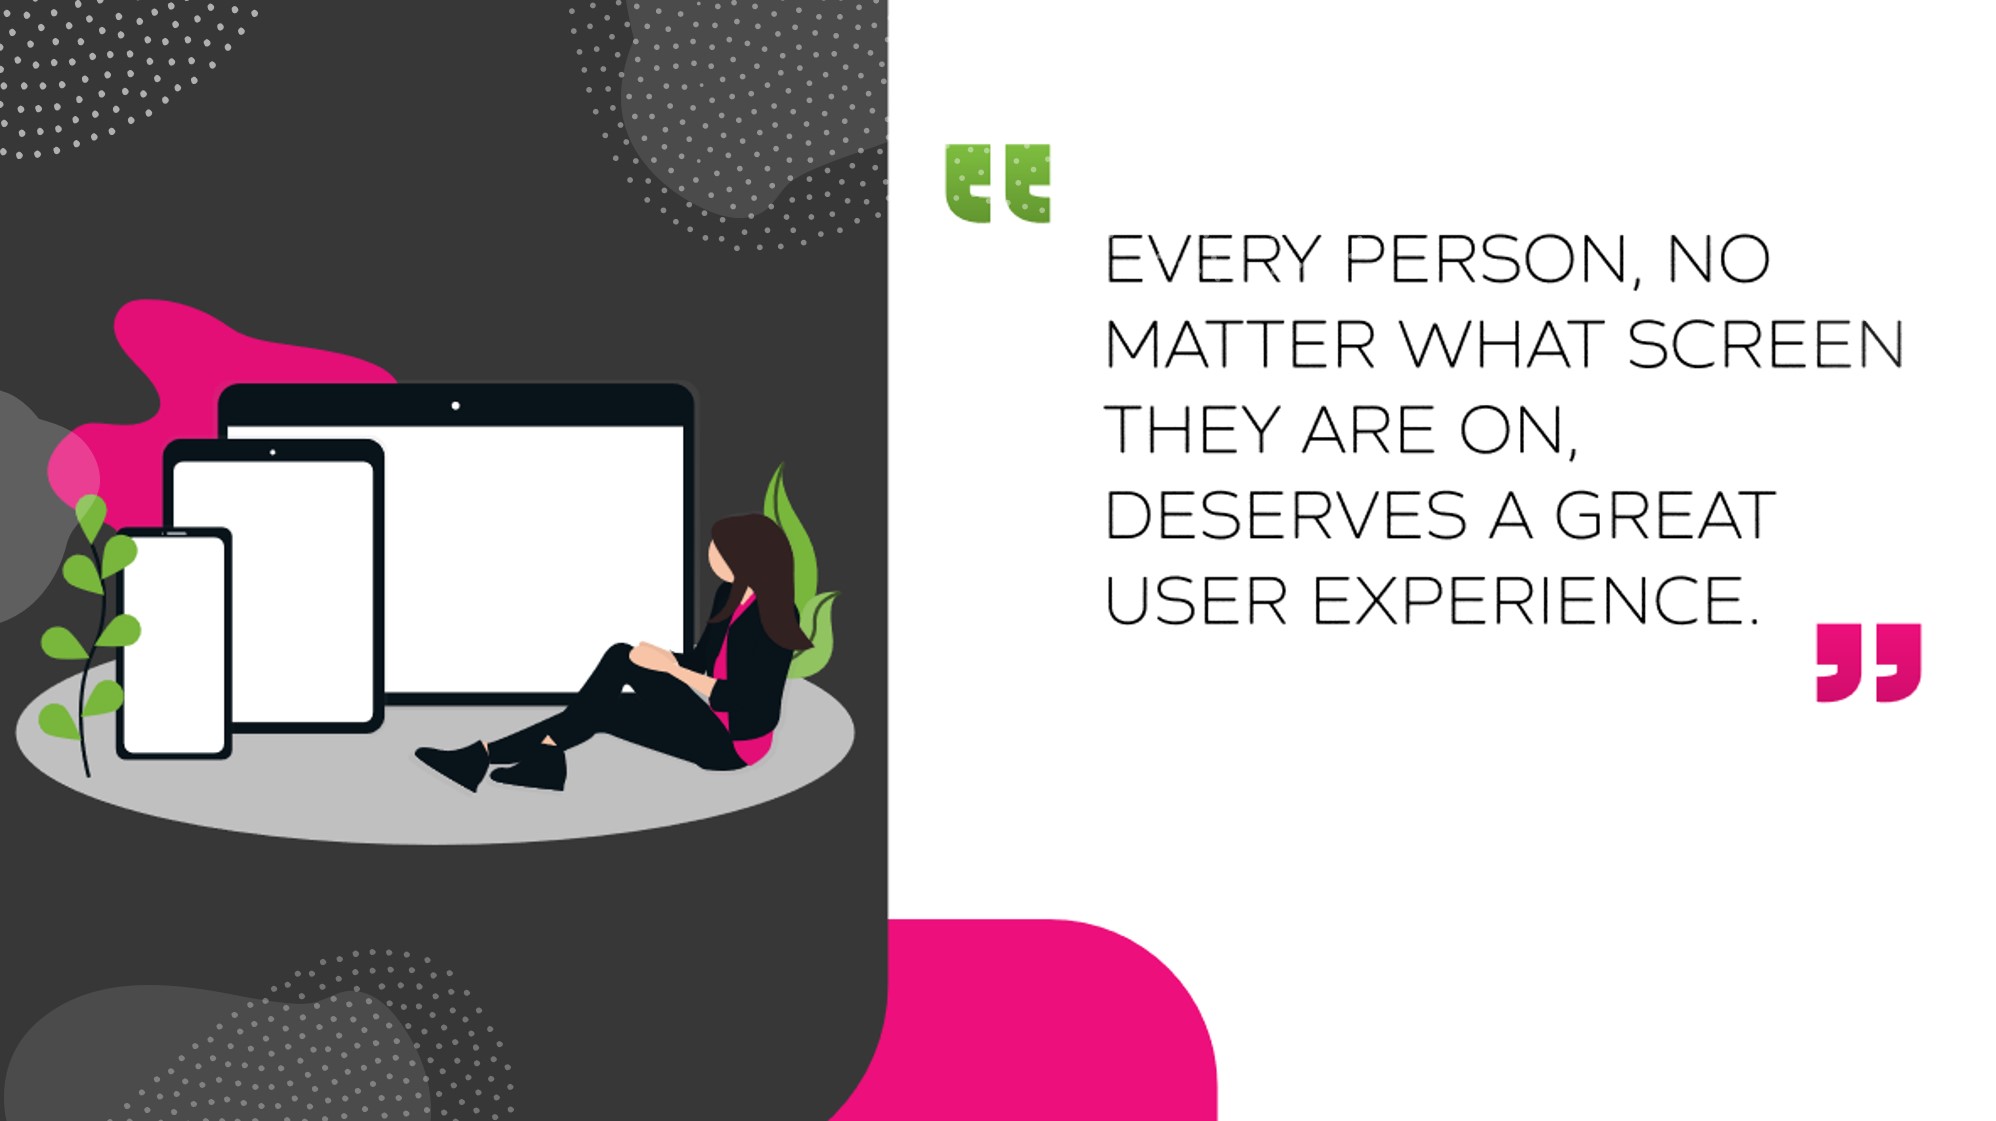 “
EVERY PERSON, NO
MATTER WHAT SCREEN
THEY ARE ON,
DESERVES A GREAT
USER EXPERIENCE.
”